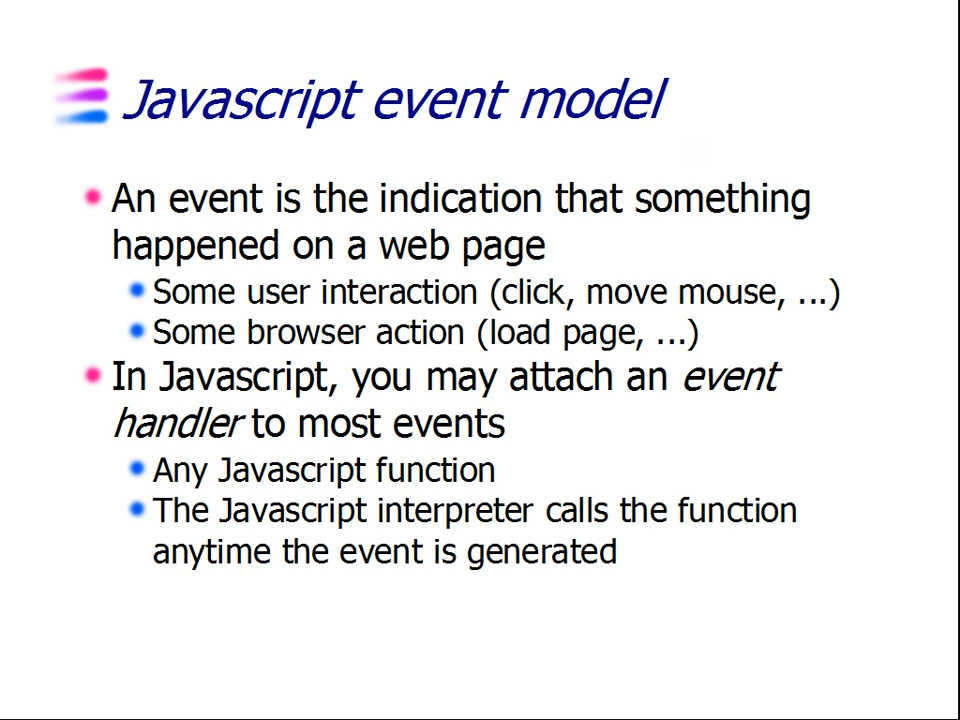 Javascript event model
An event is the indication that something
happened on a web page
Some user interaction (click, move mouse, ...)
Some browser action (load page, ...)
In Javascript, you may attach an event
handler to most events
Any Javascript function
The Javascript interpreter calls the function
anytime the event is generated